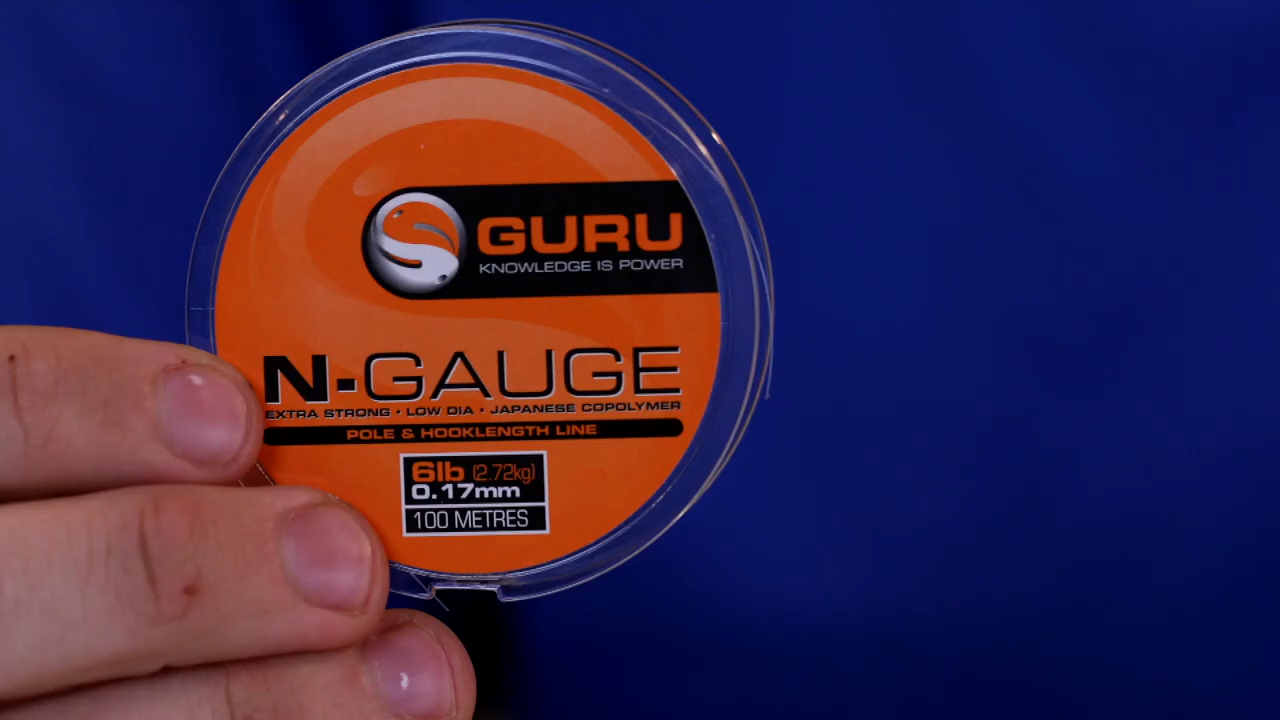 GURU
KNOWLEDGE IS POWER
N-GAUGE
EXTRA STRONG • LOW DIA • JAPANESE COPOLYMER
POLE & HOOKLENGTH LINE
6lb (2.72kg)
0.17mm
100 METRES